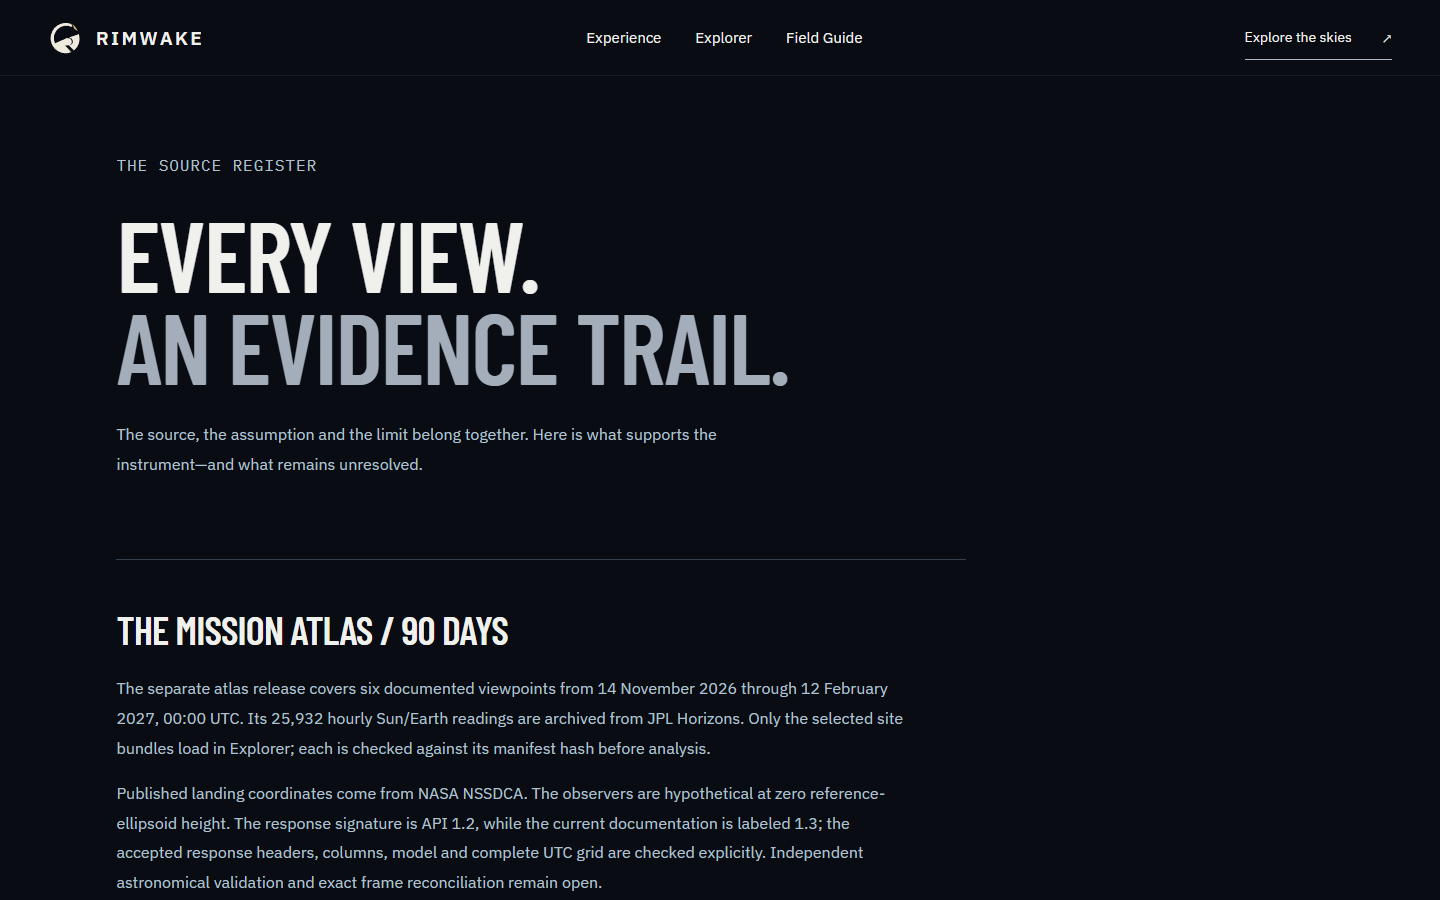 RIMWAKE
Experience
Explorer
Field Guide
Explore the skies ↗
THE SOURCE REGISTER
EVERY VIEW.
AN EVIDENCE TRAIL.
The source, the assumption and the limit belong together. Here is what supports the
instrument—and what remains unresolved.
THE MISSION ATLAS / 90 DAYS
The separate atlas release covers six documented viewpoints from 14 November 2026 through 12 February
2027, 00:00 UTC. Its 25,932 hourly Sun/Earth readings are archived from JPL Horizons. Only the selected site
bundles load in Explorer; each is checked against its manifest hash before analysis.
Published landing coordinates come from NASA NSSDCA. The observers are hypothetical at zero reference-
ellipsoid height. The response signature is API 1.2, while the current documentation is labeled 1.3; the
accepted response headers, columns, model and complete UTC grid are checked explicitly. Independent
astronomical validation and exact frame reconciliation remain open.